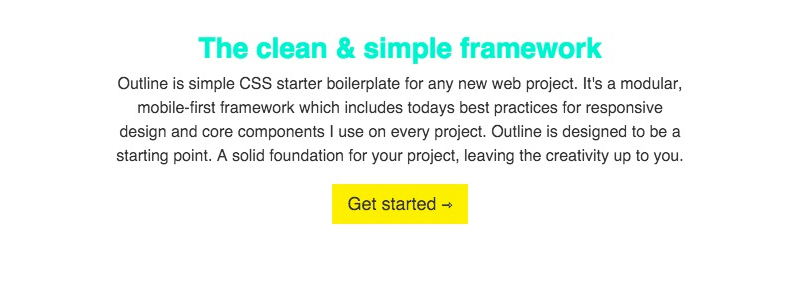 The clean & simple framework
Outline is simple CSS starter boilerplate for any new web project. It's a modular,
mobile-first framework which includes todays best practices for responsive
design and core components I use on every project. Outline is designed to be a
starting point. A solid foundation for your project, leaving the creativity up to you.
Get started →